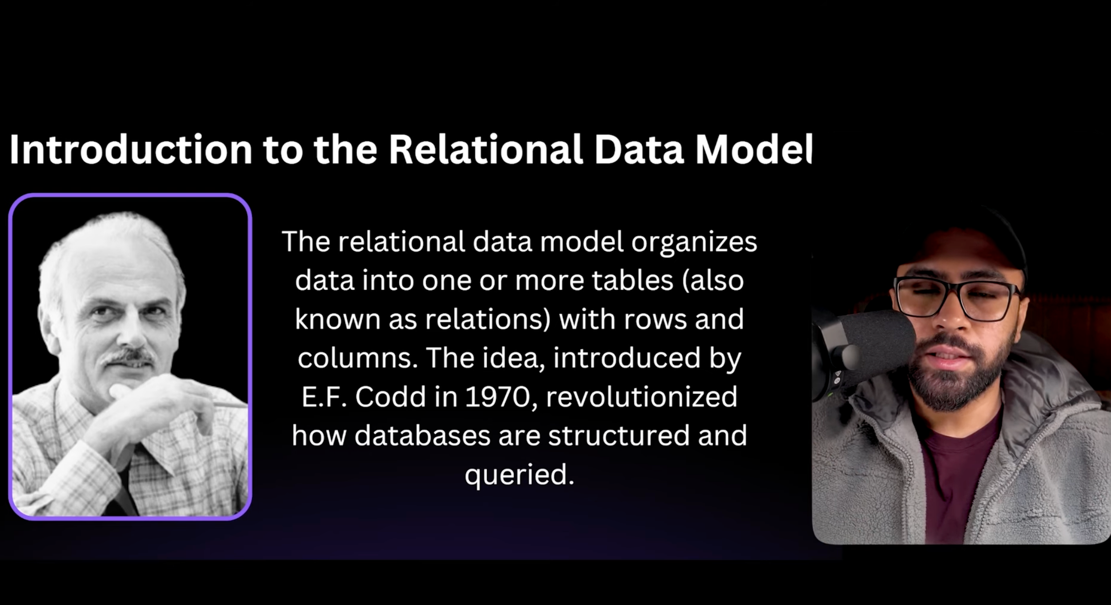 Introduction to the Relational Data Model
The relational data model organizes
data into one or more tables (also
known as relations) with rows and
columns. The idea, introduced by
E.F. Codd in 1970, revolutionized
how databases are structured and
queried.